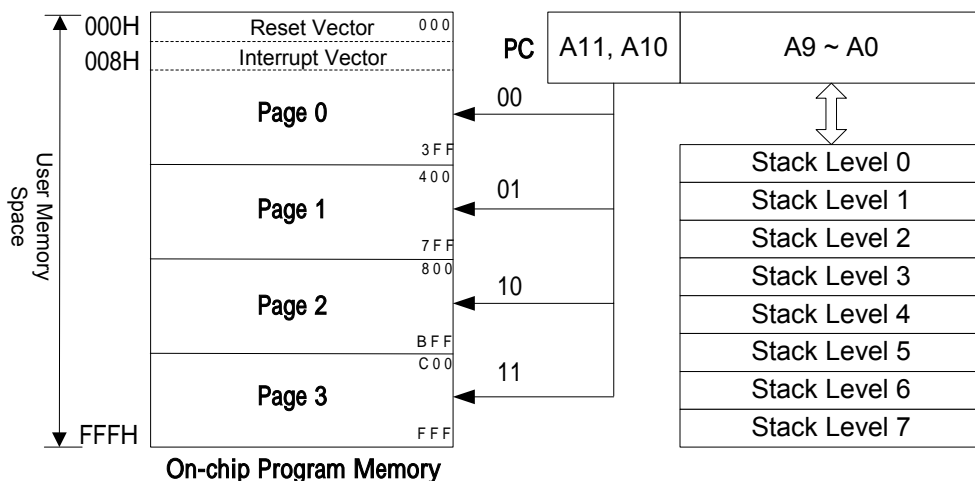 000H
Reset Vector
000
008H
Interrupt Vector
Page 0
3FF
400
Page 1
7FF
800
Page 2
BFF
C00
Page 3
FFFH
FFF
User Memory
Space
On-chip Program Memory
PC
A11, A10
A9 ~ A0
00
01
10
11
Stack Level 0
Stack Level 1
Stack Level 2
Stack Level 3
Stack Level 4
Stack Level 5
Stack Level 6
Stack Level 7